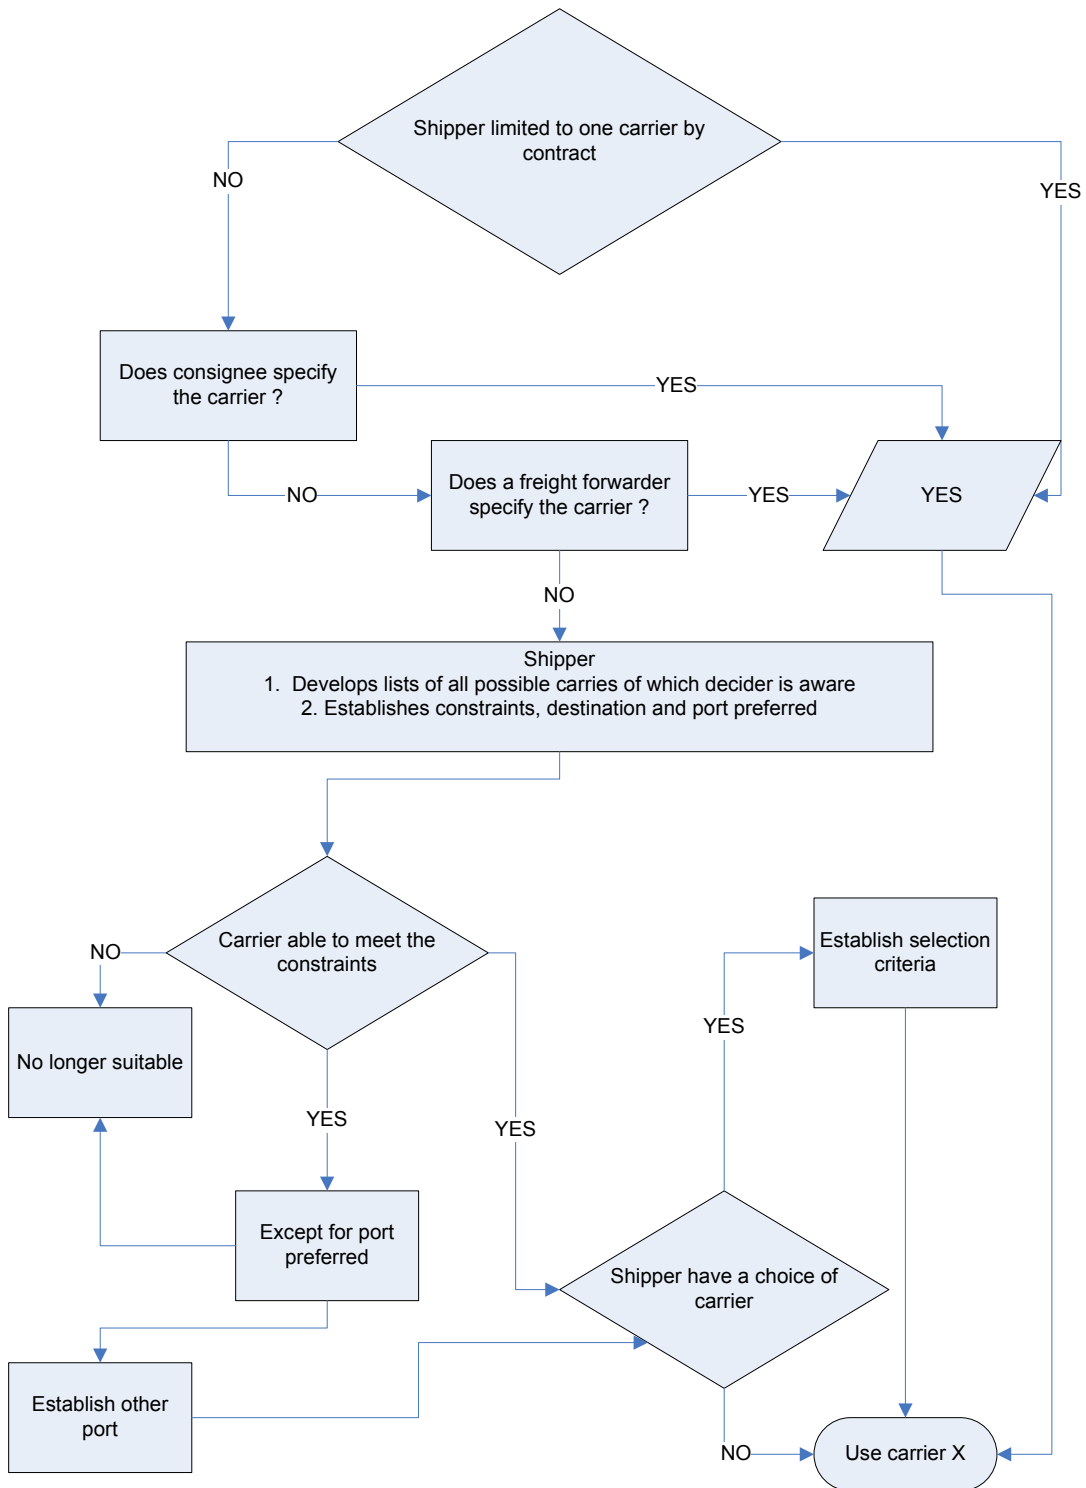 Shipper limited to one carrier by
contract
NO
YES
Does consignee specify
the carrier ?
YES
NO
Does a freight forwarder
specify the carrier ?
YES
YES
NO
Shipper
1. Develops lists of all possible carries of which decider is aware
2. Establishes constraints, destination and port preferred
Carrier able to meet the
constraints
NO
Establish selection
criteria
No longer suitable
YES
YES
YES
Except for port
preferred
Shipper have a choice of
carrier
Establish other
port
NO
Use carrier X